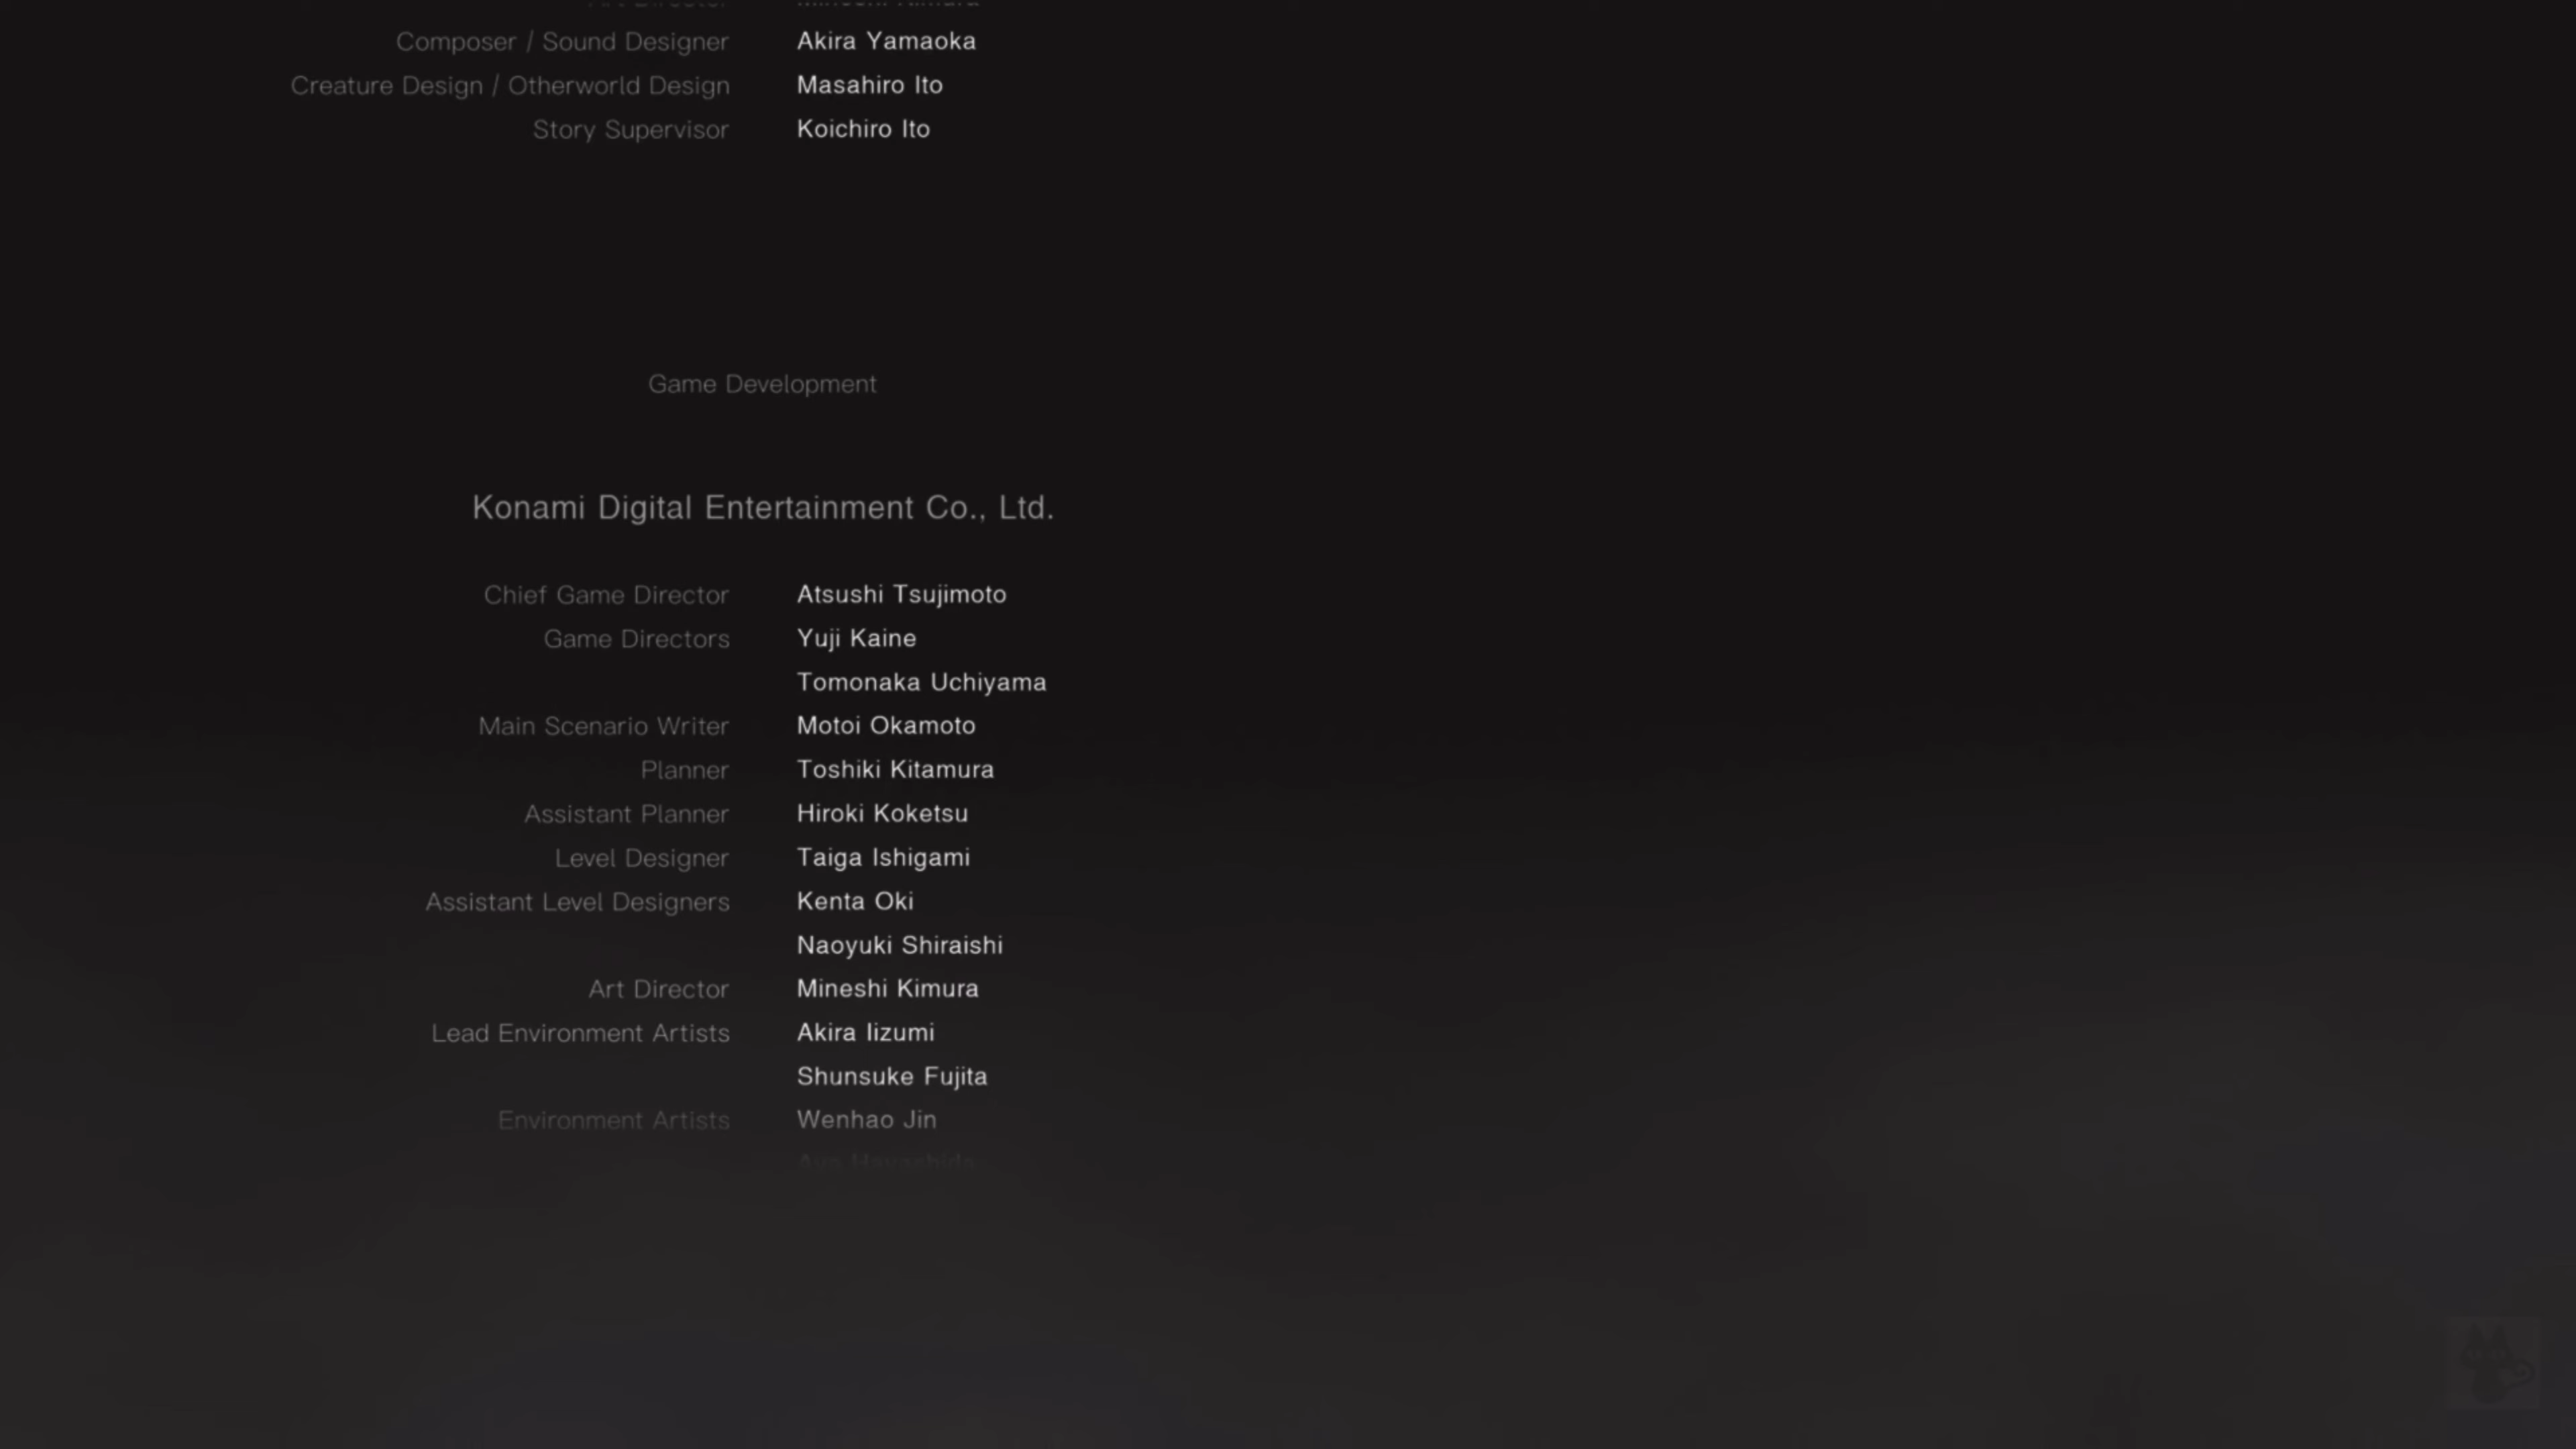 Composer / Sound Designer Akira Yamaoka
Creature Design / Otherworld Design Masahiro Ito
Story Supervisor Koichiro Ito
Game Development
Konami Digital Entertainment Co., Ltd.
Chief Game Director Atsushi Tsujimoto
Game Directors Yuji Kaine
Tomonaka Uchiyama
Main Scenario Writer Motoi Okamoto
Planner Toshiki Kitamura
Assistant Planner Hiroki Koketsu
Level Designer Taiga Ishigami
Assistant Level Designers Kenta Oki
Naoyuki Shiraishi
Art Director Mineshi Kimura
Lead Environment Artists Akira Iizumi
Shunsuke Fujita
Environment Artists Wenhao Jin